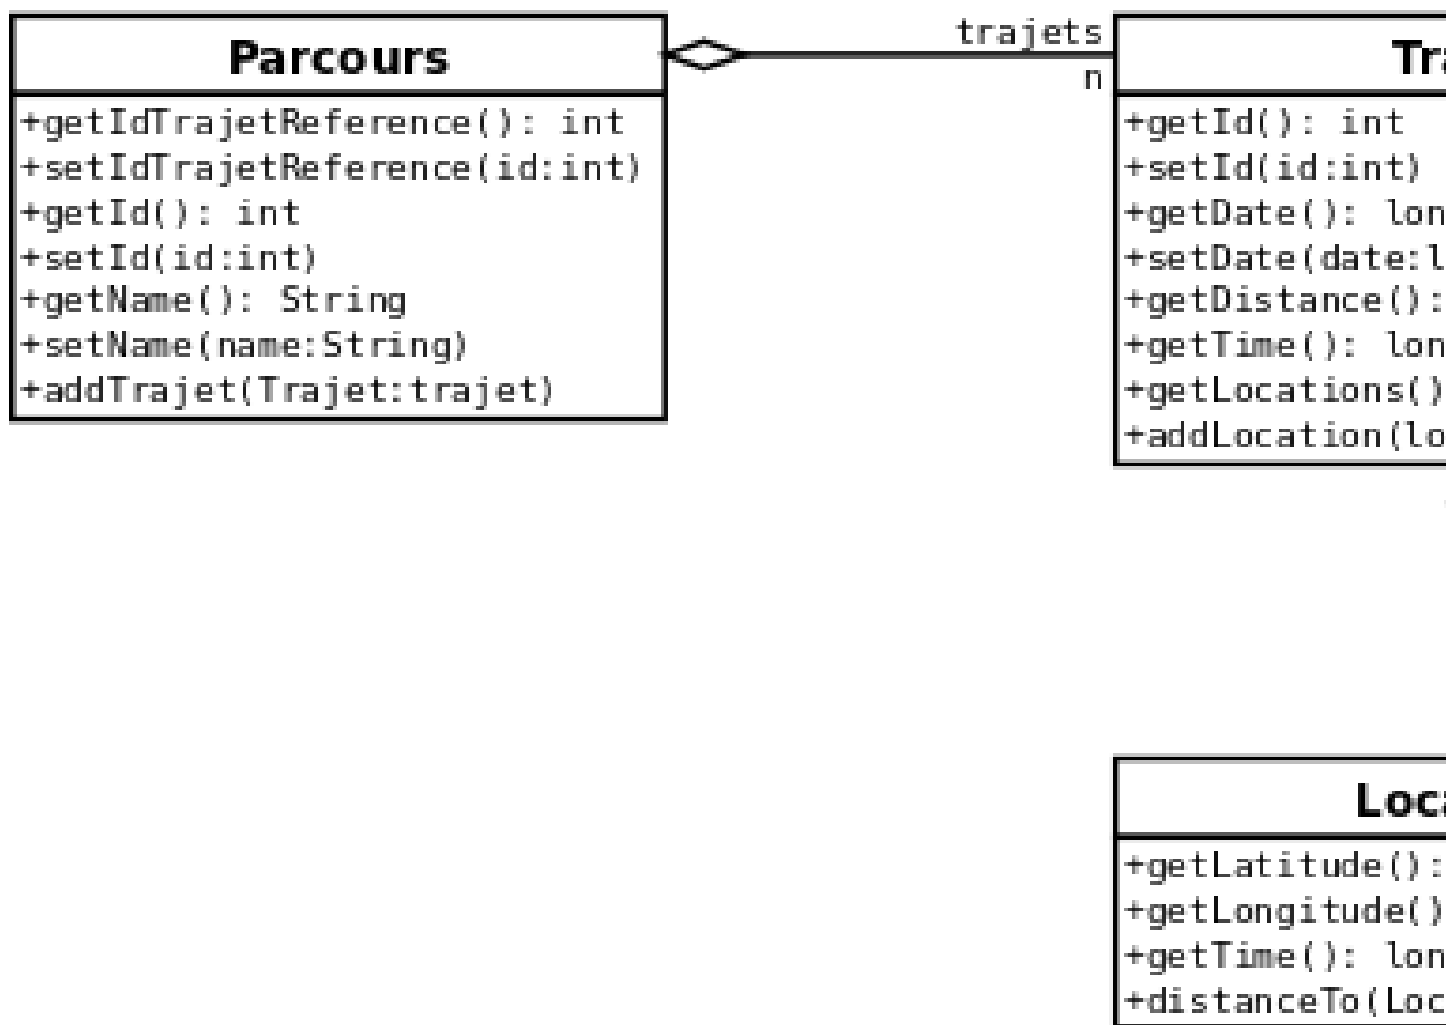 Parcours
+getIdTrajetReference(): int
+setIdTrajetReference(id:int)
+getId(): int
+setId(id:int)
+getName(): String
+setName(name:String)
+addTrajet(Trajet:trajet)
trajets
n
+getId(): int
+setId(id:int)
+getDate(): lon
+setDate(date:l
+getDistance():
+getTime(): lon
+getLocations()
+addLocation(lo
+getLatitude():
+getLongitude()
+getTime(): lon
+distanceTo(Loc